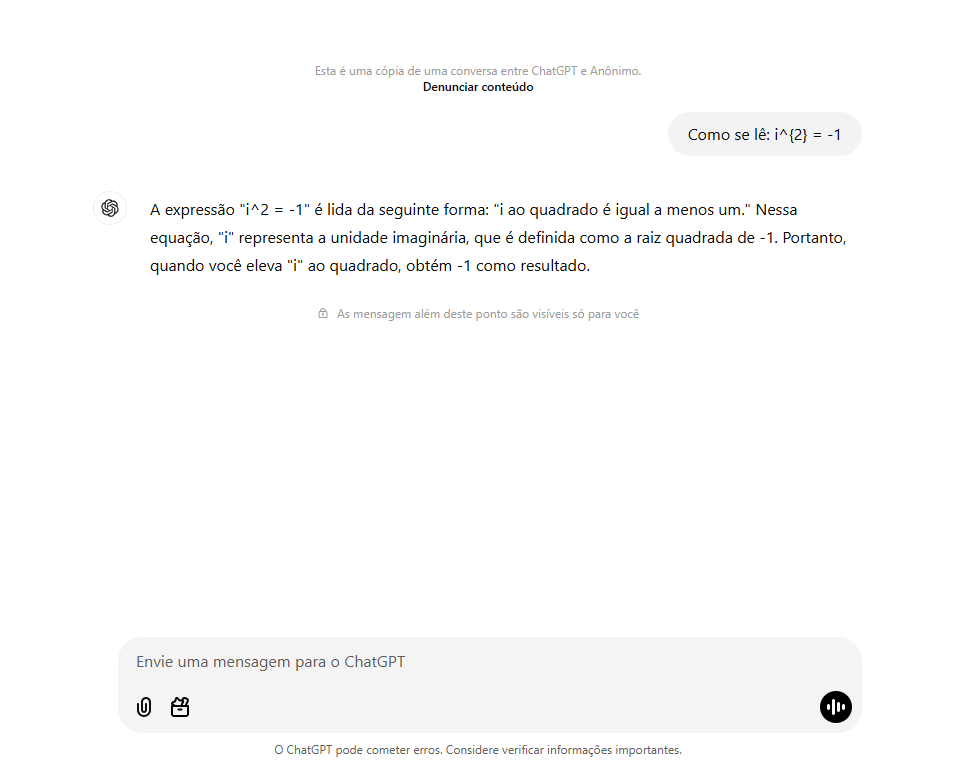 Esta é uma cópia de uma conversa entre ChatGPT e Anônimo.
Denunciar conteúdo
Como se lê: i^{2} = -1
A expressão "i^2 = -1" é lida da seguinte forma: "i ao quadrado é igual a menos um." Nessa
equação, "i" representa a unidade imaginária, que é definida como a raiz quadrada de -1. Portanto,
quando você eleva "i" ao quadrado, obtém -1 como resultado.
As mensagem além deste ponto são visíveis só para você
Envie uma mensagem para o ChatGPT
O ChatGPT pode cometer erros. Considere verificar informações importantes.